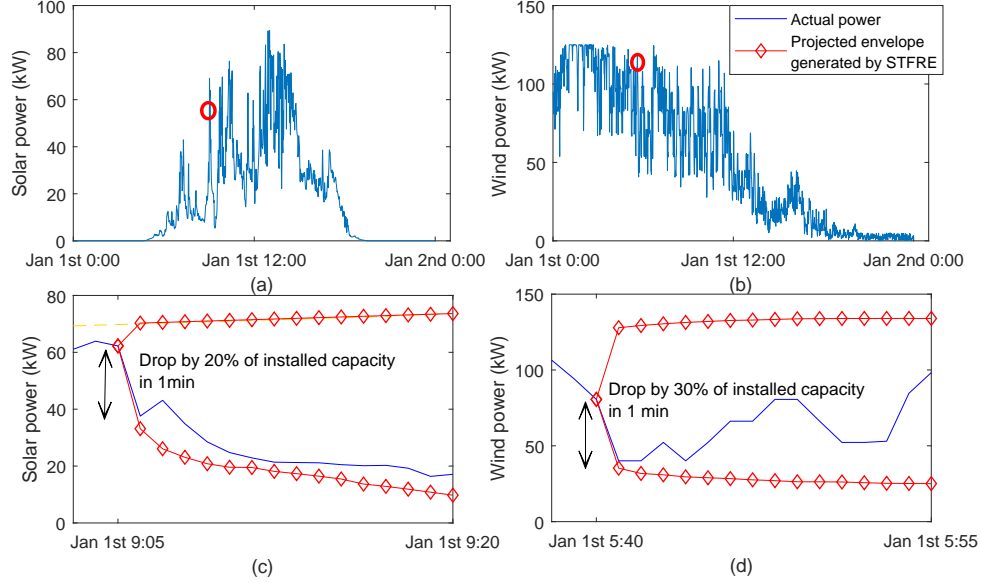 Actual power
Projected envelope
generated by STFRE
Solar power (kW)
100
80
60
40
20
0
Jan 1st 0:00
Jan 1st 12:00
Jan 2nd 0:00
(a)
Wind power (kW)
150
100
50
0
Jan 1st 0:00
Jan 1st 12:00
Jan 2nd 0:00
(b)
Solar power (kW)
80
60
40
20
0
Drop by 20% of installed capacity
in 1min
Jan 1st 9:05
Jan 1st 9:20
(c)
Wind power (kW)
150
100
50
0
Drop by 30% of installed capacity
in 1 min
Jan 1st 5:40
Jan 1st 5:55
(d)